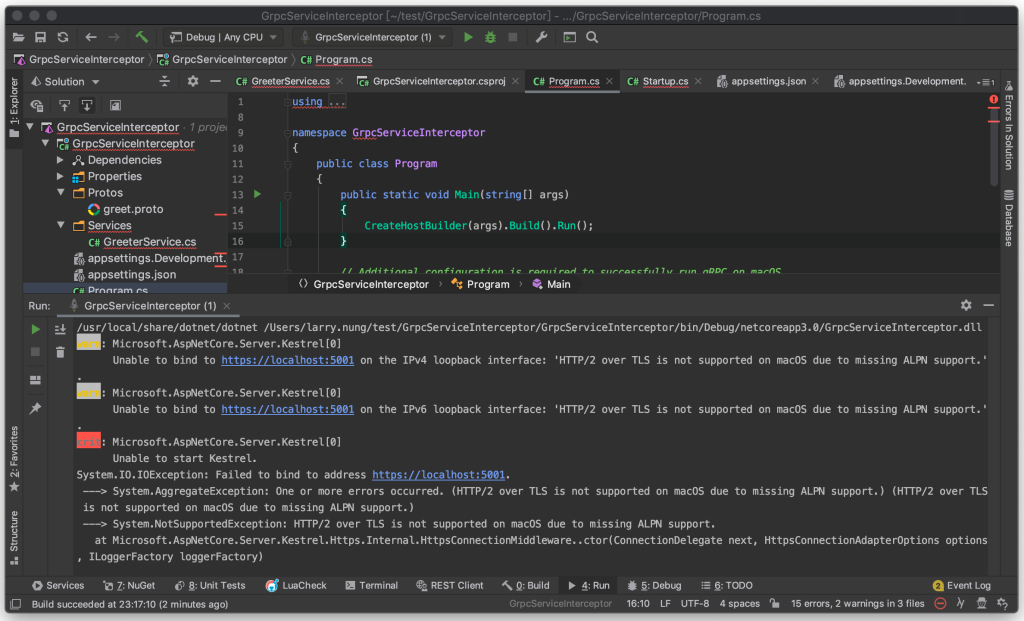 GrpcServiceInterceptor [~/test/GrpcServiceInterceptor] - .../GrpcServiceInterceptor/Program.cs
Debug | Any CPU
GrpcServiceInterceptor (1)
GrpcServiceInterceptor
GrpcServiceInterceptor
C# Program.cs
1: Explorer
Solution
C# GreeterService.cs
GrpcServiceInterceptor.csproj
C# Program.cs
C# Startup.cs
appsettings.json
appsettings.Development.
GrpcServiceInterceptor · 1 proje
GrpcServiceInterceptor
Dependencies
Properties
Protos
greet.proto
Services
C# GreeterService.cs
appsettings.Development.
appsettings.json
C# Program.cs
1 using ...
8
9 namespace GrpcServiceInterceptor
10 {
11 public class Program
12 {
13 public static void Main(string[] args)
14 {
15 CreateHostBuilder(args).Build().Run();
16 }
17
18 // Additional configuration is required to successfully run gRPC on macOS
Errors In Solution
Database
GrpcServiceInterceptor
Program
Main
Run:
GrpcServiceInterceptor (1)
/usr/local/share/dotnet/dotnet /Users/larry.nung/test/GrpcServiceInterceptor/GrpcServiceInterceptor/bin/Debug/netcoreapp3.0/GrpcServiceInterceptor.dll
warn: Microsoft.AspNetCore.Server.Kestrel[0]
Unable to bind to https://localhost:5001 on the IPv4 loopback interface: 'HTTP/2 over TLS is not supported on macOS due to missing ALPN support.'
.
warn: Microsoft.AspNetCore.Server.Kestrel[0]
Unable to bind to https://localhost:5001 on the IPv6 loopback interface: 'HTTP/2 over TLS is not supported on macOS due to missing ALPN support.'
.
crit: Microsoft.AspNetCore.Server.Kestrel[0]
Unable to start Kestrel.
System.IO.IOException: Failed to bind to address https://localhost:5001.
---> System.AggregateException: One or more errors occurred. (HTTP/2 over TLS is not supported on macOS due to missing ALPN support.) (HTTP/2 over TLS
is not supported on macOS due to missing ALPN support.)
---> System.NotSupportedException: HTTP/2 over TLS is not supported on macOS due to missing ALPN support.
at Microsoft.AspNetCore.Server.Kestrel.Https.Internal.HttpsConnectionMiddleware..ctor(ConnectionDelegate next, HttpsConnectionAdapterOptions options
, ILoggerFactory loggerFactory)
2: Favorites
Structure
Services
7: NuGet
8: Unit Tests
LuaCheck
Terminal
REST Client
0: Build
4: Run
5: Debug
6: TODO
2 Event Log
Build succeeded at 23:17:10 (2 minutes ago)
GrpcServiceInterceptor
16:10
LF
UTF-8
4 spaces
15 errors, 2 warnings in 3 files